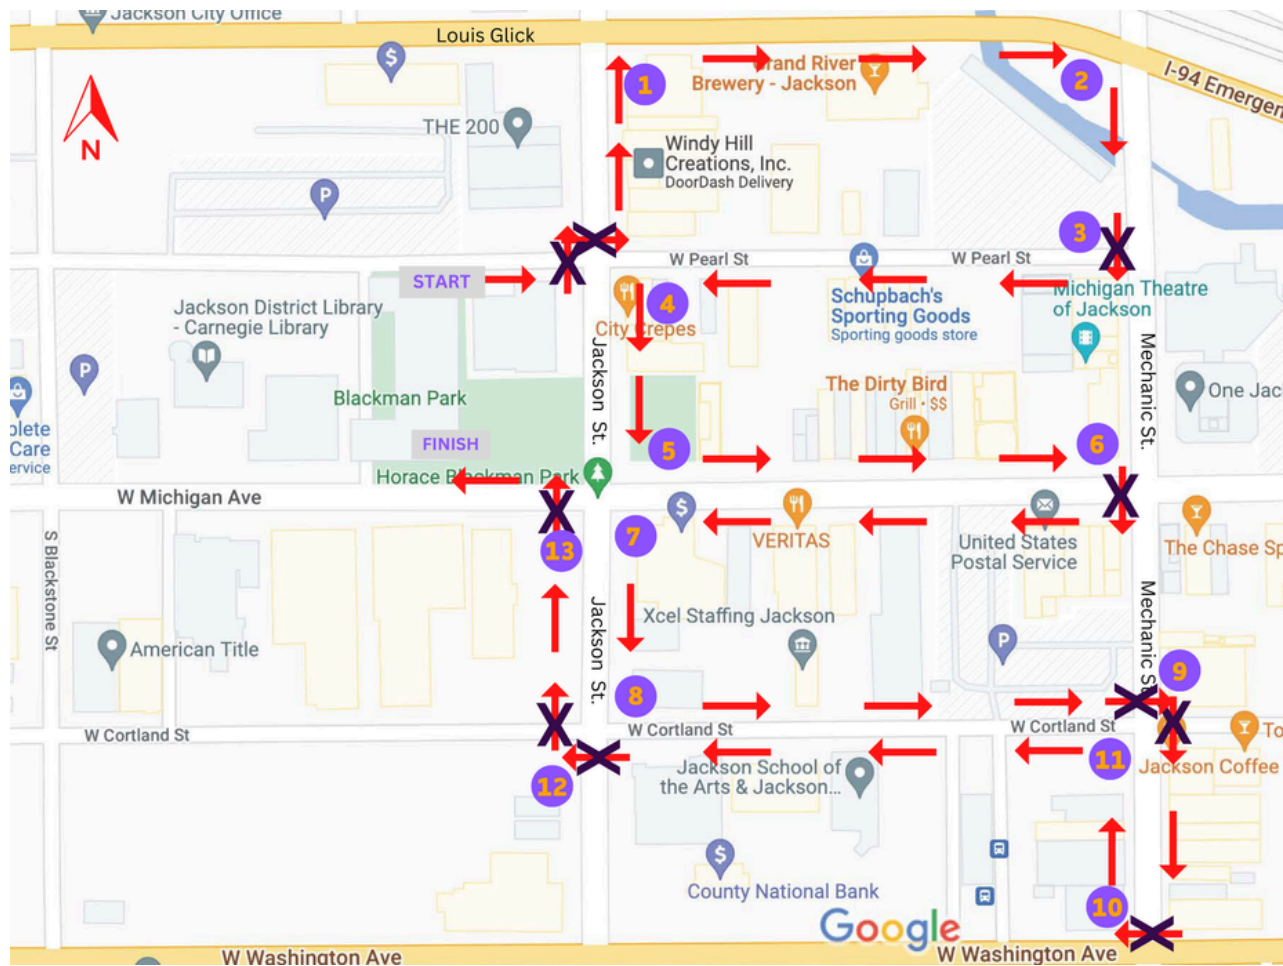 Jackson City Office
Louis Glick
I-94 Emergen
1
2
Grand River
Brewery - Jackson
THE 200
N
Windy Hill
Creations, Inc.
DoorDash Delivery
P
3
X
X
X
W Pearl St
W Pearl St
START
4
Jackson District Library
- Carnegie Library
City Crepes
Schupbach's
Sporting Goods
Sporting goods store
Michigan Theatre
of Jackson
P
Jackson St.
Mechanic St.
The Dirty Bird
Grill • $$
One Jac
Blackman Park
plete
Care
ervice
FINISH
5
6
Horace Blackman Park
W Michigan Ave
X
X
$
7
VERITAS
United States
Postal Service
The Chase Sp
13
S Blackstone St
Jackson St.
Mechanic St
Xcel Staffing Jackson
P
American Title
8
9
X
X
X
W Cortland St
W Cortland St
W Cortland St
To
X
11
12
Jackson School of
the Arts & Jackson...
Jackson Coffee
$
County National Bank
10
Google
X
W Washington Ave
W Washington Ave